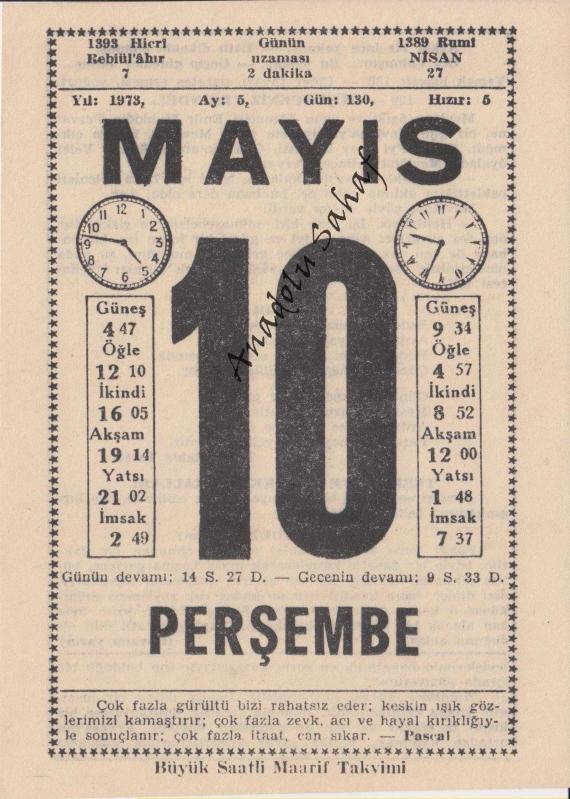 1393 Hicrî Günün 1389 Rumî
Rebiül'âhır uzaması NİSAN
7 2 dakika 27
Yıl: 1973, Ay: 5, Gün: 130, Hızır: 5
MAYIS
10
Anadolu Sahaf
Güneş
4 47
Öğle
12 10
İkindi
16 05
Akşam
19 14
Yatsı
21 02
İmsak
2 49
Güneş
9 34
Öğle
4 57
İkindi
8 52
Akşam
12 00
Yatsı
1 48
İmsak
7 37
Günün devamı: 14 S. 27 D. — Gecenin devamı: 9 S. 33 D.
PERŞEMBE
Çok fazla gürültü bizi rahatsız eder; keskin ışık göz-
lerimizi kamaştırır; çok fazla zevk, acı ve hayal kırıklığıy-
le sonuçlanır; çok fazla itaat, can sıkar. — Pascal
Büyük Saatli Maarif Takvimi